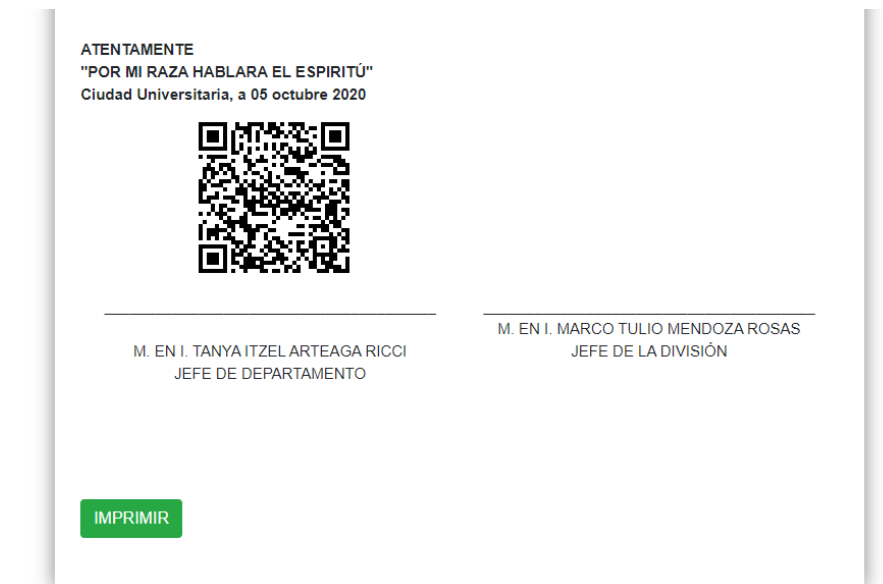 ATENTAMENTE
"POR MI RAZA HABLARA EL ESPIRITÚ"
Ciudad Universitaria, a 05 octubre 2020
M. EN I. TANYA ITZEL ARTEAGA RICCI
JEFE DE DEPARTAMENTO
M. EN I. MARCO TULIO MENDOZA ROSAS
JEFE DE LA DIVISIÓN
IMPRIMIR